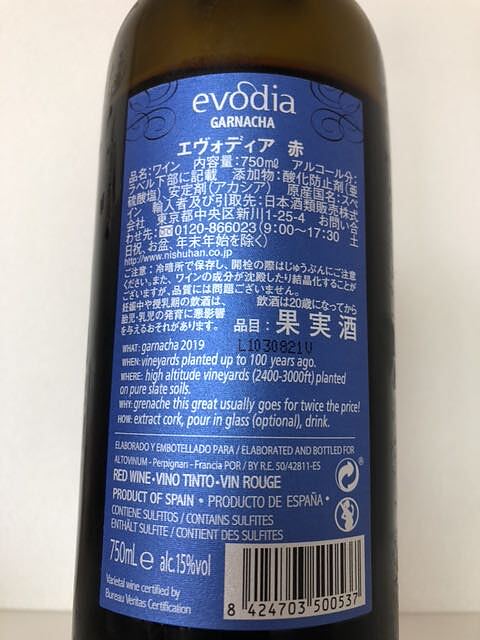 evodia
GARNACHA
エヴォディア 赤
品名:ワイン 内容量:750mℓ アルコール分:
ラベル下部に記載 添加物:酸化防止剤(亜
硫酸塩)、安定剤(アカシア) 原産国名:スペ
イン 輸入者及び引取先:日本酒類販売株式
会社 東京都中央区新川1-25-4 お問い合
わせ先:0120-866023(9:00~17:30 土
日祝、お盆、年末年始を除く)
http://www.nishuhan.co.jp
ご注意:冷暗所で保存し、開栓の際はじゅうぶんにご注意
ください。また、ワインの成分が沈殿したり結晶化することが
ございますが、品質には問題ございません。
妊娠中や授乳期の飲酒は、 飲酒は20歳になってから
胎児・乳児の発育に悪影響
を与えるおそれがあります。 品目:果実酒
WHAT: garnacha 2019 L1030821V
WHEN: vineyards planted up to 100 years ago.
WHERE: high altitude vineyards (2400-3000ft) planted
on pure slate soils.
WHY: grenache this great usually goes for twice the price!
HOW: extract cork, pour in glass (optional), drink.
ELABORADO Y EMBOTELLADO PARA / ELABORATED AND BOTTLED FOR
ALTOVINUM - Perpignan - Francia POR / BY R.E. 50/42811-ES
RED WINE • VINO TINTO • VIN ROUGE
PRODUCT OF SPAIN • PRODUCTO DE ESPAÑA •
CONTIENE SULFITOS / CONTAINS SULFITES
ENTHÄLT SULFITE / CONTIENT DES SULFITES
750mL e alc.15%vol
Varietal wine certified by
Bureau Veritas Certification
8 424703 500537